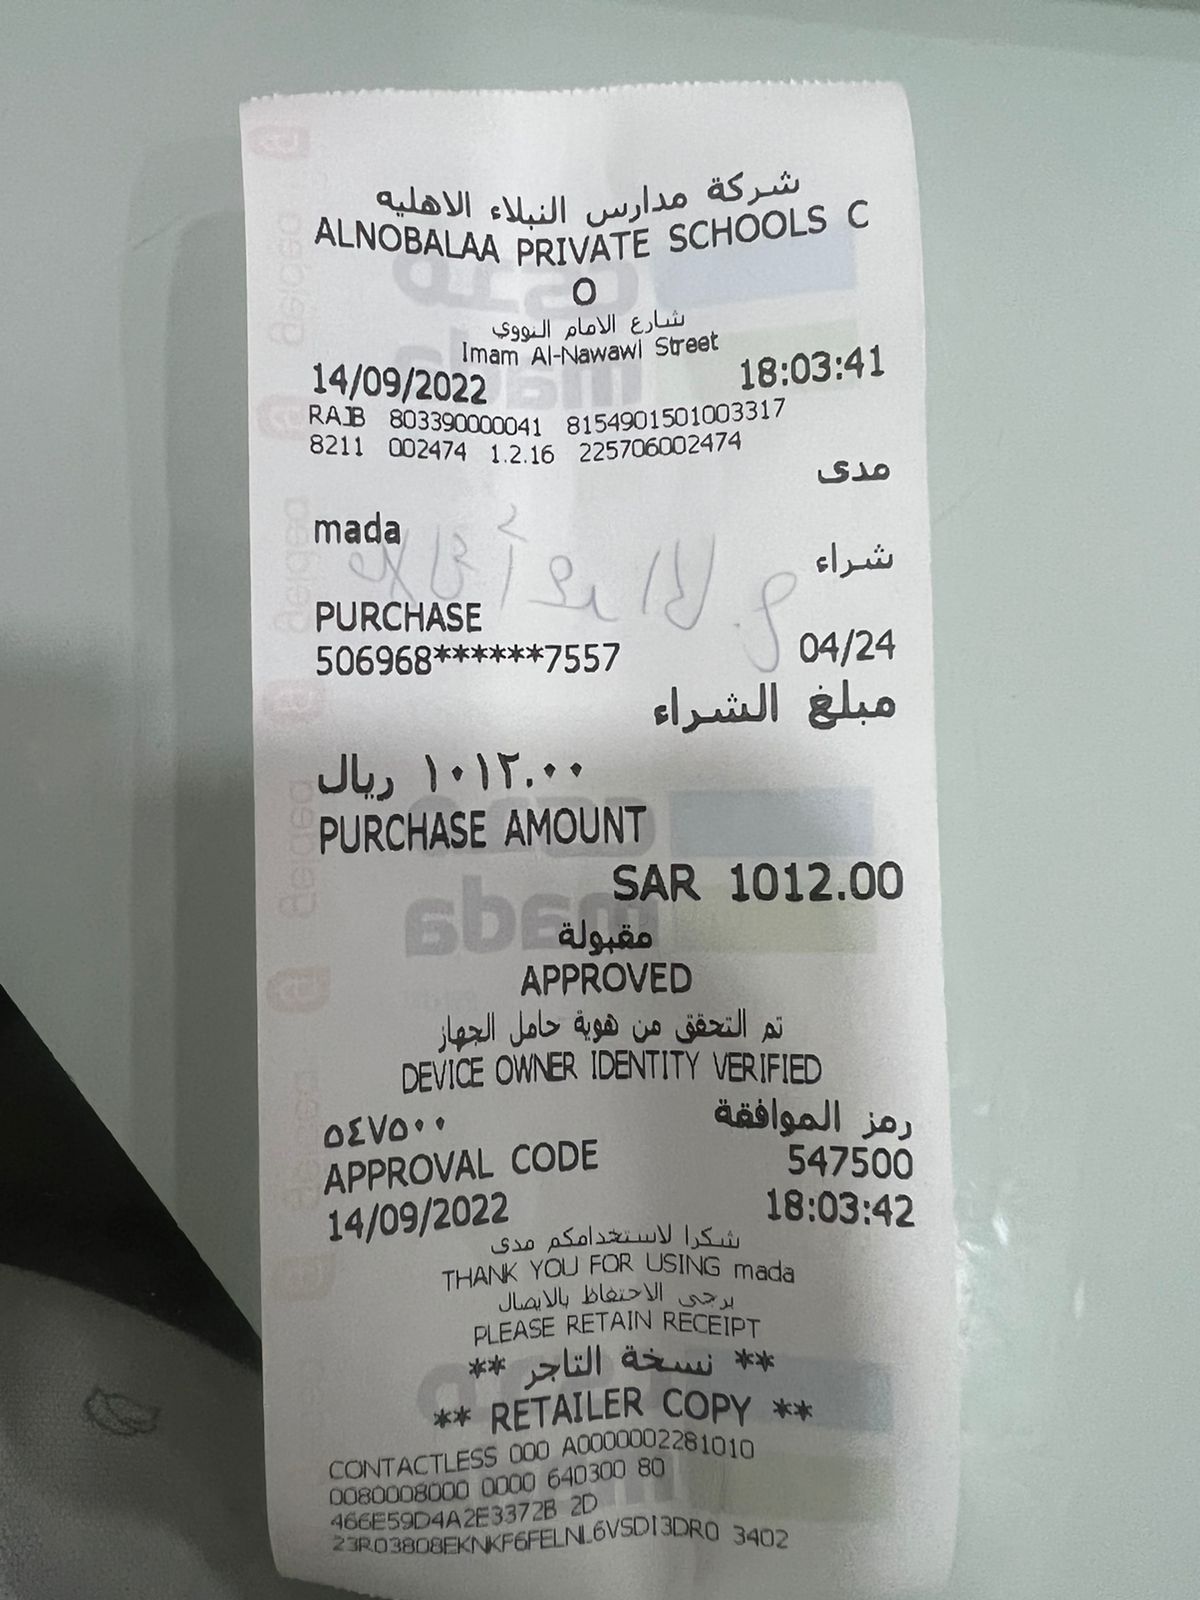 شركة مدارس النبلاء الاهليه
ALNOBALAA PRIVATE SCHOOLS C
O
شارع الامام النووي
Imam Al-Nawawi Street
14/09/2022 18:03:41
RAJB 803390000041 8154901501003317
8211 002474 1.2.16 225706002474
مدى
mada
شراء
PURCHASE
506968******7557 04/24
مبلغ الشراء
١٠١٢.٠٠ ريال
PURCHASE AMOUNT
SAR 1012.00
مقبولة
APPROVED
تم التحقق من هوية حامل الجهاز
DEVICE OWNER IDENTITY VERIFIED
رمز الموافقة ٥٤٧٥٠٠
APPROVAL CODE 547500
14/09/2022 18:03:42
شكرا لاستخدامكم مدى
THANK YOU FOR USING mada
يرجى الاحتفاظ بالايصال
PLEASE RETAIN RECEIPT
** نسخة التاجر **
** RETAILER COPY **
CONTACTLESS 000 A0000002281010
0080008000 0000 640300 80
466E59D4A2E3372B 2D
23R03808EKNKF6FELNL6VSDI3DRO 3402